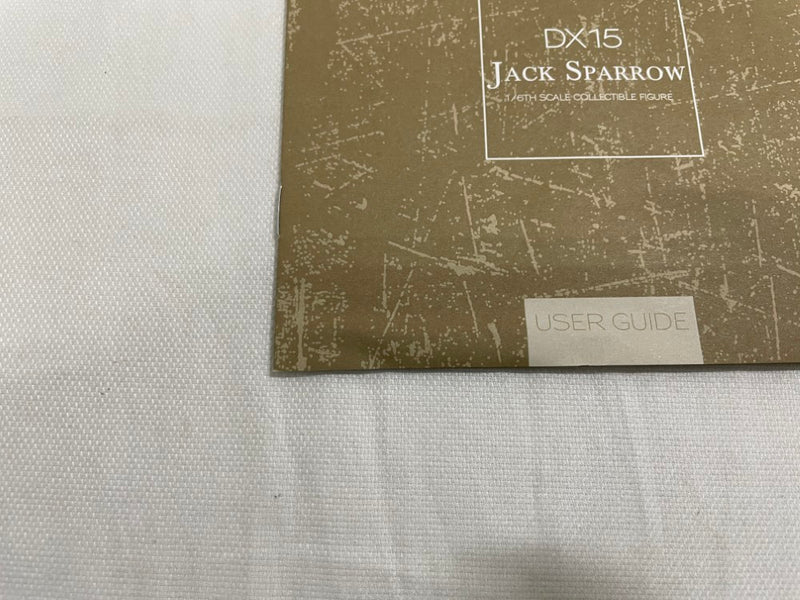 DX15
JACK SPARROW
1/6TH SCALE COLLECTIBLE FIGURE
USER GUIDE